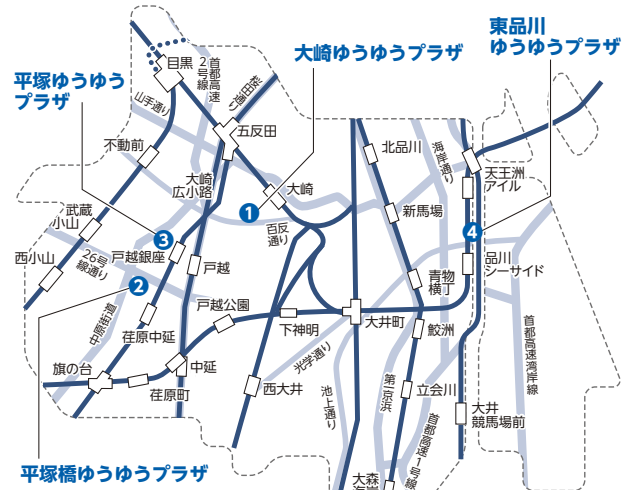 東品川
ゆうゆうプラザ
大崎ゆうゆうプラザ
平塚ゆうゆう
プラザ
目黒
首都高速
2号線
桜田通り
山手通り
五反田
不動前
大崎
広小路
大崎
北品川
海岸通り
天王洲
アイル
武蔵
小山
1
百反
通り
新馬場
4
3
戸越銀座
西小山
26号
線通り
戸越
品川
シーサイド
2
青物
横丁
中原街道
戸越公園
荏原中延
下神明
大井町
鮫洲
首都高速湾岸線
旗の台
中延
光学通り
荏原町
西大井
池上通り
第一京浜
立会川
首都高速1号線
大井
競馬場前
平塚橋ゆうゆうプラザ
大森
海岸